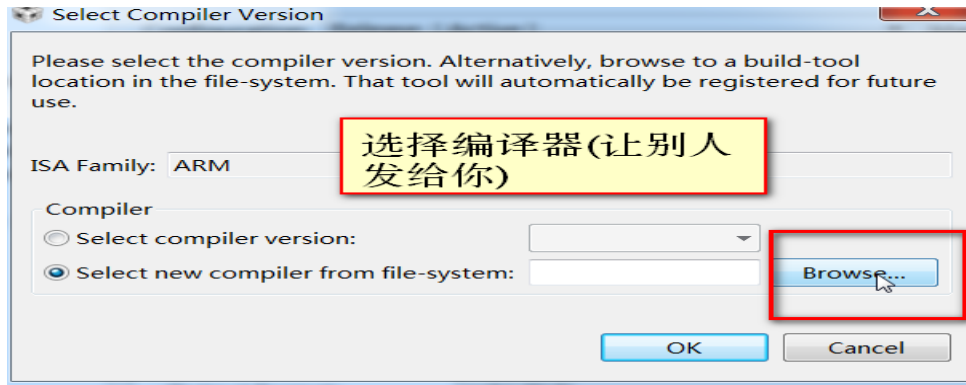 Select Compiler Version
Please select the compiler version. Alternatively, browse to a build-tool
location in the file-system. That tool will automatically be registered for future
use.
选择编译器(让别人
发给你)
ISA Family: ARM
Compiler
Select compiler version:
Select new compiler from file-system:
Browse...
OK
Cancel